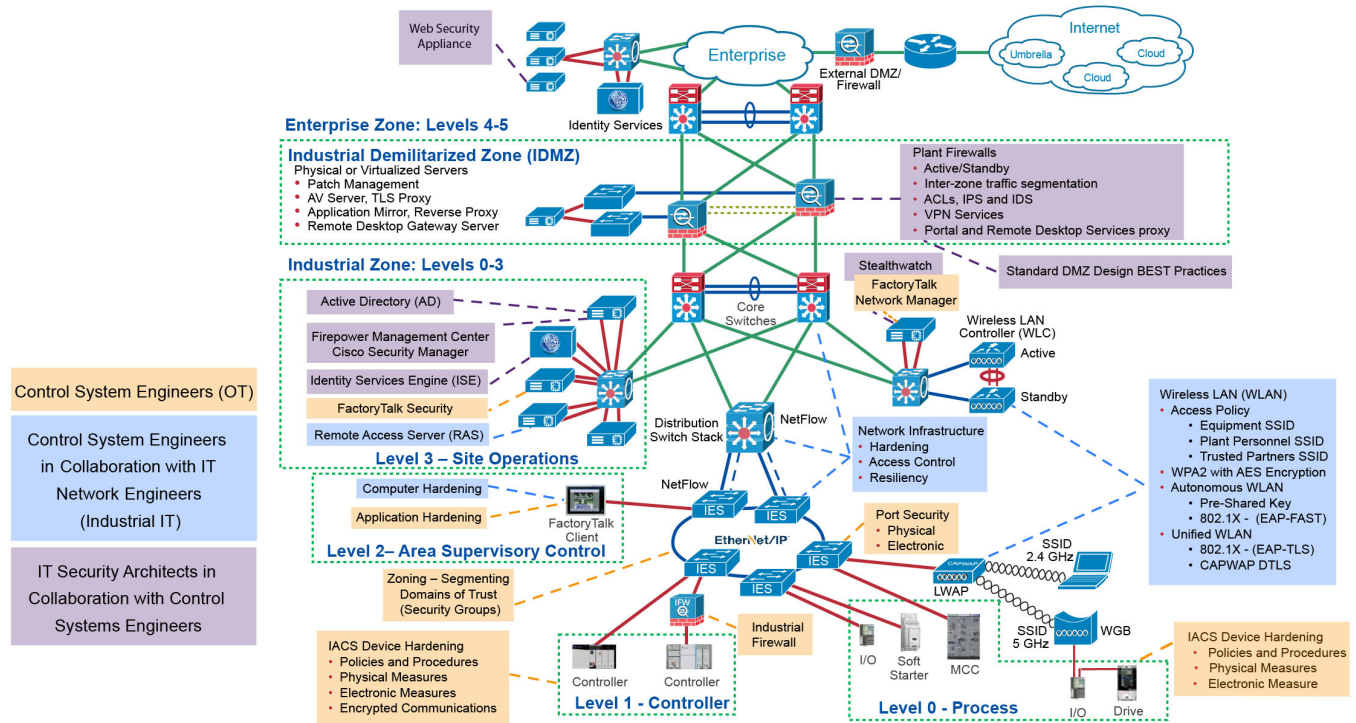 Web Security
Appliance
Identity Services
Enterprise
External DMZ/
Firewall
Internet
Umbrella
Cloud
Cloud
Enterprise Zone: Levels 4-5
Industrial Demilitarized Zone (IDMZ)
Physical or Virtualized Servers
• Patch Management
• AV Server, TLS Proxy
• Application Mirror, Reverse Proxy
• Remote Desktop Gateway Server
Plant Firewalls
• Active/Standby
• Inter-zone traffic segmentation
• ACLs, IPS and IDS
• VPN Services
• Portal and Remote Desktop Services proxy
Standard DMZ Design BEST Practices
Industrial Zone: Levels 0-3
Active Directory (AD)
Firepower Management Center
Cisco Security Manager
Identity Services Engine (ISE)
FactoryTalk Security
Remote Access Server (RAS)
Level 3 – Site Operations
Core
Switches
Stealthwatch
FactoryTalk
Network Manager
Wireless LAN
Controller (WLC)
Active
Standby
Distribution
Switch Stack
NetFlow
Network Infrastructure
• Hardening
• Access Control
• Resiliency
Wireless LAN (WLAN)
• Access Policy
• Equipment SSID
• Plant Personnel SSID
• Trusted Partners SSID
• WPA2 with AES Encryption
• Autonomous WLAN
• Pre-Shared Key
• 802.1X - (EAP-FAST)
• Unified WLAN
• 802.1X - (EAP-TLS)
• CAPWAP DTLS
Control System Engineers (OT)
Control System Engineers
in Collaboration with IT
Network Engineers
(Industrial IT)
IT Security Architects in
Collaboration with Control
Systems Engineers
Computer Hardening
Application Hardening
FactoryTalk
Client
Level 2– Area Supervisory Control
NetFlow
IES
IES
EtherNet/IP
IES
IES
IES
Port Security
• Physical
• Electronic
Zoning – Segmenting
Domains of Trust
(Security Groups)
IFW
Industrial
Firewall
CAPWAP
LWAP
SSID
2.4 GHz
SSID
5 GHz
WGB
IACS Device Hardening
• Policies and Procedures
• Physical Measures
• Electronic Measures
• Encrypted Communications
Controller
Controller
Level 1 - Controller
I/O
Soft
Starter
MCC
Level 0 - Process
I/O
Drive
IACS Device Hardening
• Policies and Procedures
• Physical Measures
• Electronic Measure